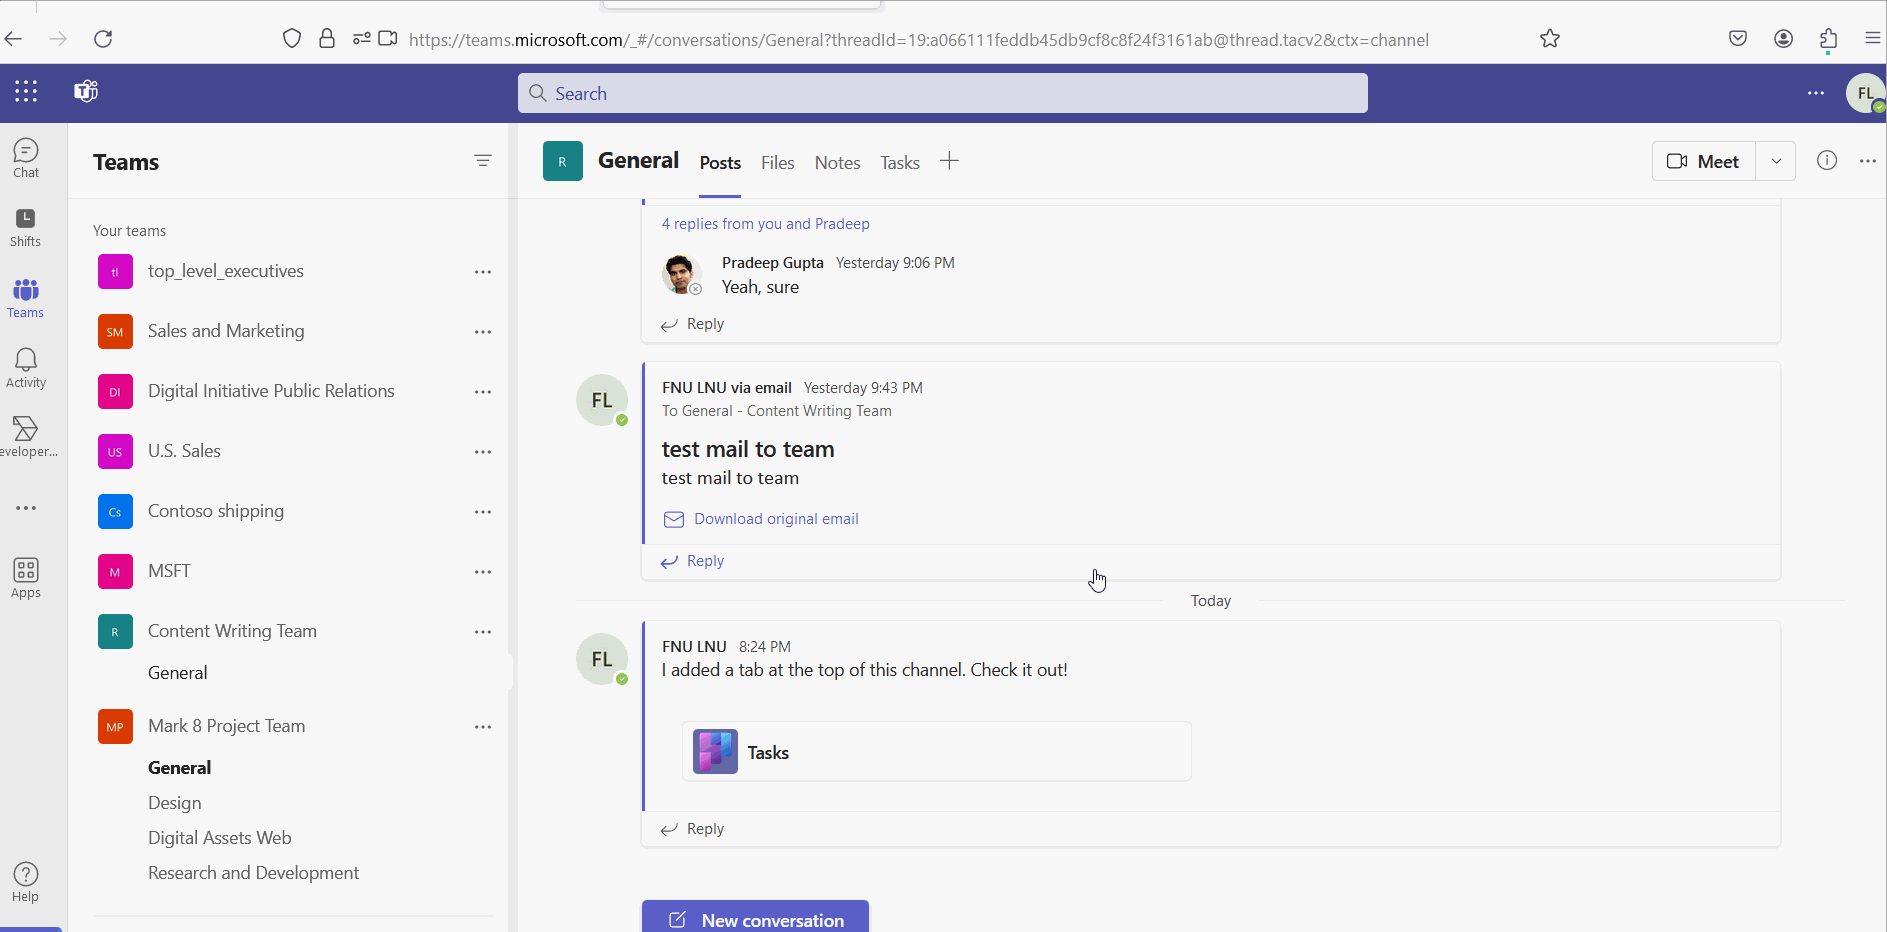 https://teams.microsoft.com/_#/conversations/General?threadId=19:a066111feddb45db9cf8c8f24f3161ab@thread.tacv2&ctx=channel
Search
FL
Chat
Shifts
Teams
Activity
eveloper...
Apps
Help
Teams
Your teams
tl top_level_executives
SM Sales and Marketing
DI Digital Initiative Public Relations
US U.S. Sales
Cs Contoso shipping
M MSFT
R Content Writing Team
General
MP Mark 8 Project Team
General
Design
Digital Assets Web
Research and Development
R General Posts Files Notes Tasks
Meet
4 replies from you and Pradeep
Pradeep Gupta Yesterday 9:06 PM
Yeah, sure
Reply
FL
FNU LNU via email Yesterday 9:43 PM
To General - Content Writing Team
test mail to team
test mail to team
Download original email
Reply
Today
FL
FNU LNU 8:24 PM
I added a tab at the top of this channel. Check it out!
Tasks
Reply
New conversation